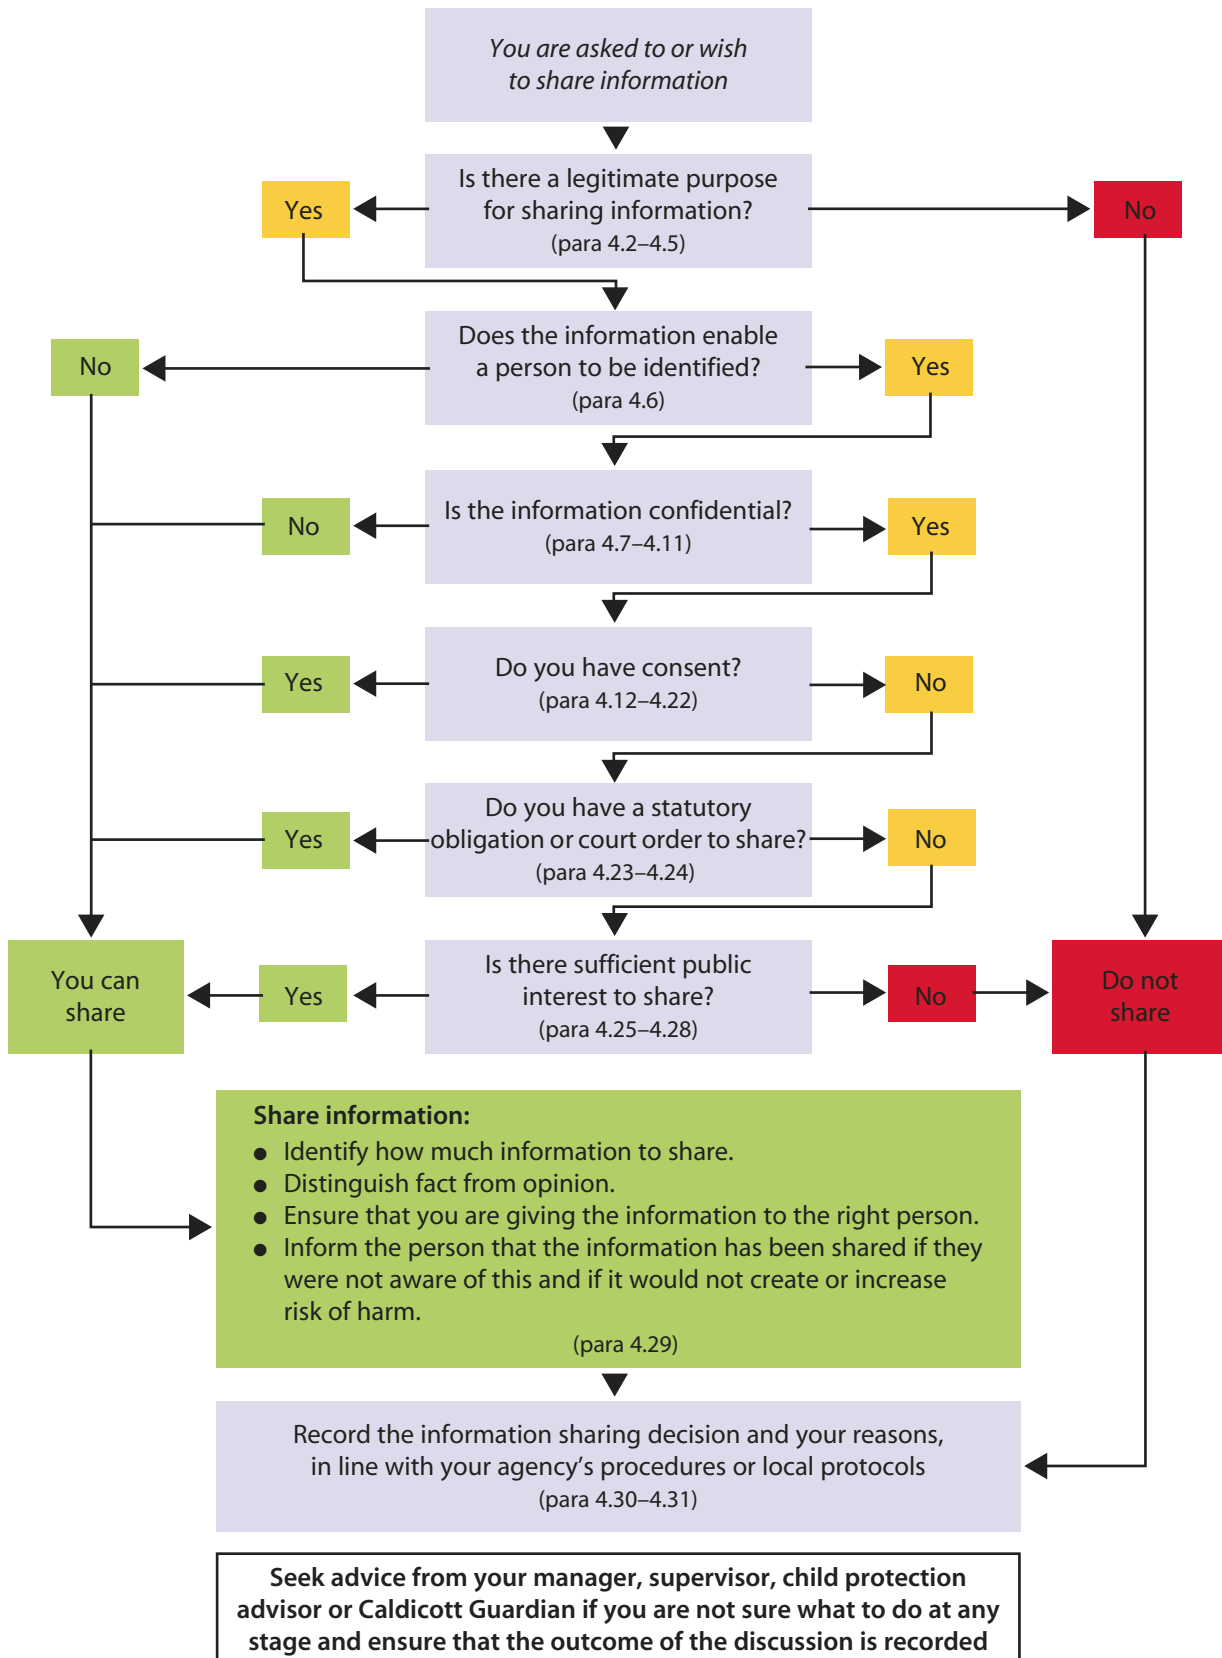 You are asked to or wish
to share information
Is there a legitimate purpose
for sharing information?
(para 4.2–4.5)
Yes
No
Does the information enable
a person to be identified?
(para 4.6)
No
Yes
Is the information confidential?
(para 4.7–4.11)
No
Yes
Do you have consent?
(para 4.12–4.22)
Yes
No
Do you have a statutory
obligation or court order to share?
(para 4.23–4.24)
Yes
No
Is there sufficient public
interest to share?
(para 4.25–4.28)
You can
share
Yes
No
Do not
share
Share information:
● Identify how much information to share.
● Distinguish fact from opinion.
● Ensure that you are giving the information to the right person.
● Inform the person that the information has been shared if they
were not aware of this and if it would not create or increase
risk of harm.
(para 4.29)
Record the information sharing decision and your reasons,
in line with your agency’s procedures or local protocols
(para 4.30–4.31)
Seek advice from your manager, supervisor, child protection
advisor or Caldicott Guardian if you are not sure what to do at any
stage and ensure that the outcome of the discussion is recorded